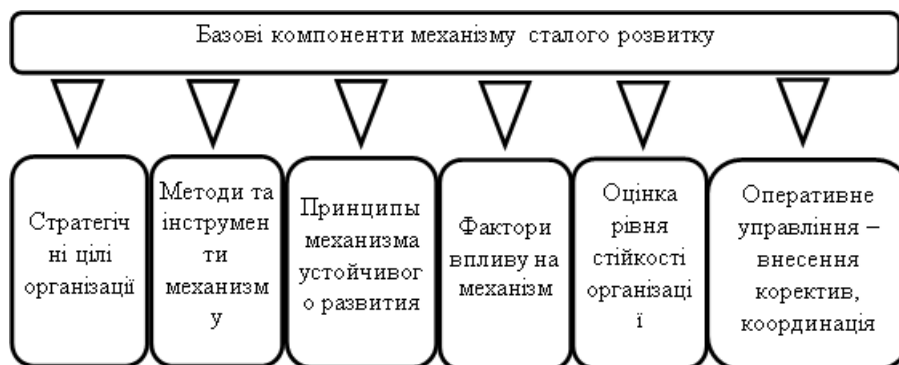 Базові компоненти механізму сталого розвитку
Стратегіч
ні цілі
організації
Методи та
інструмен
ти
механізм
у
Принципы
механизма
устойчивог
о развития
Фактори
впливу на
механізм
Оцінка
рівня
стійкості
організаці
ї
Оперативне
управління –
внесення
коректив,
координація